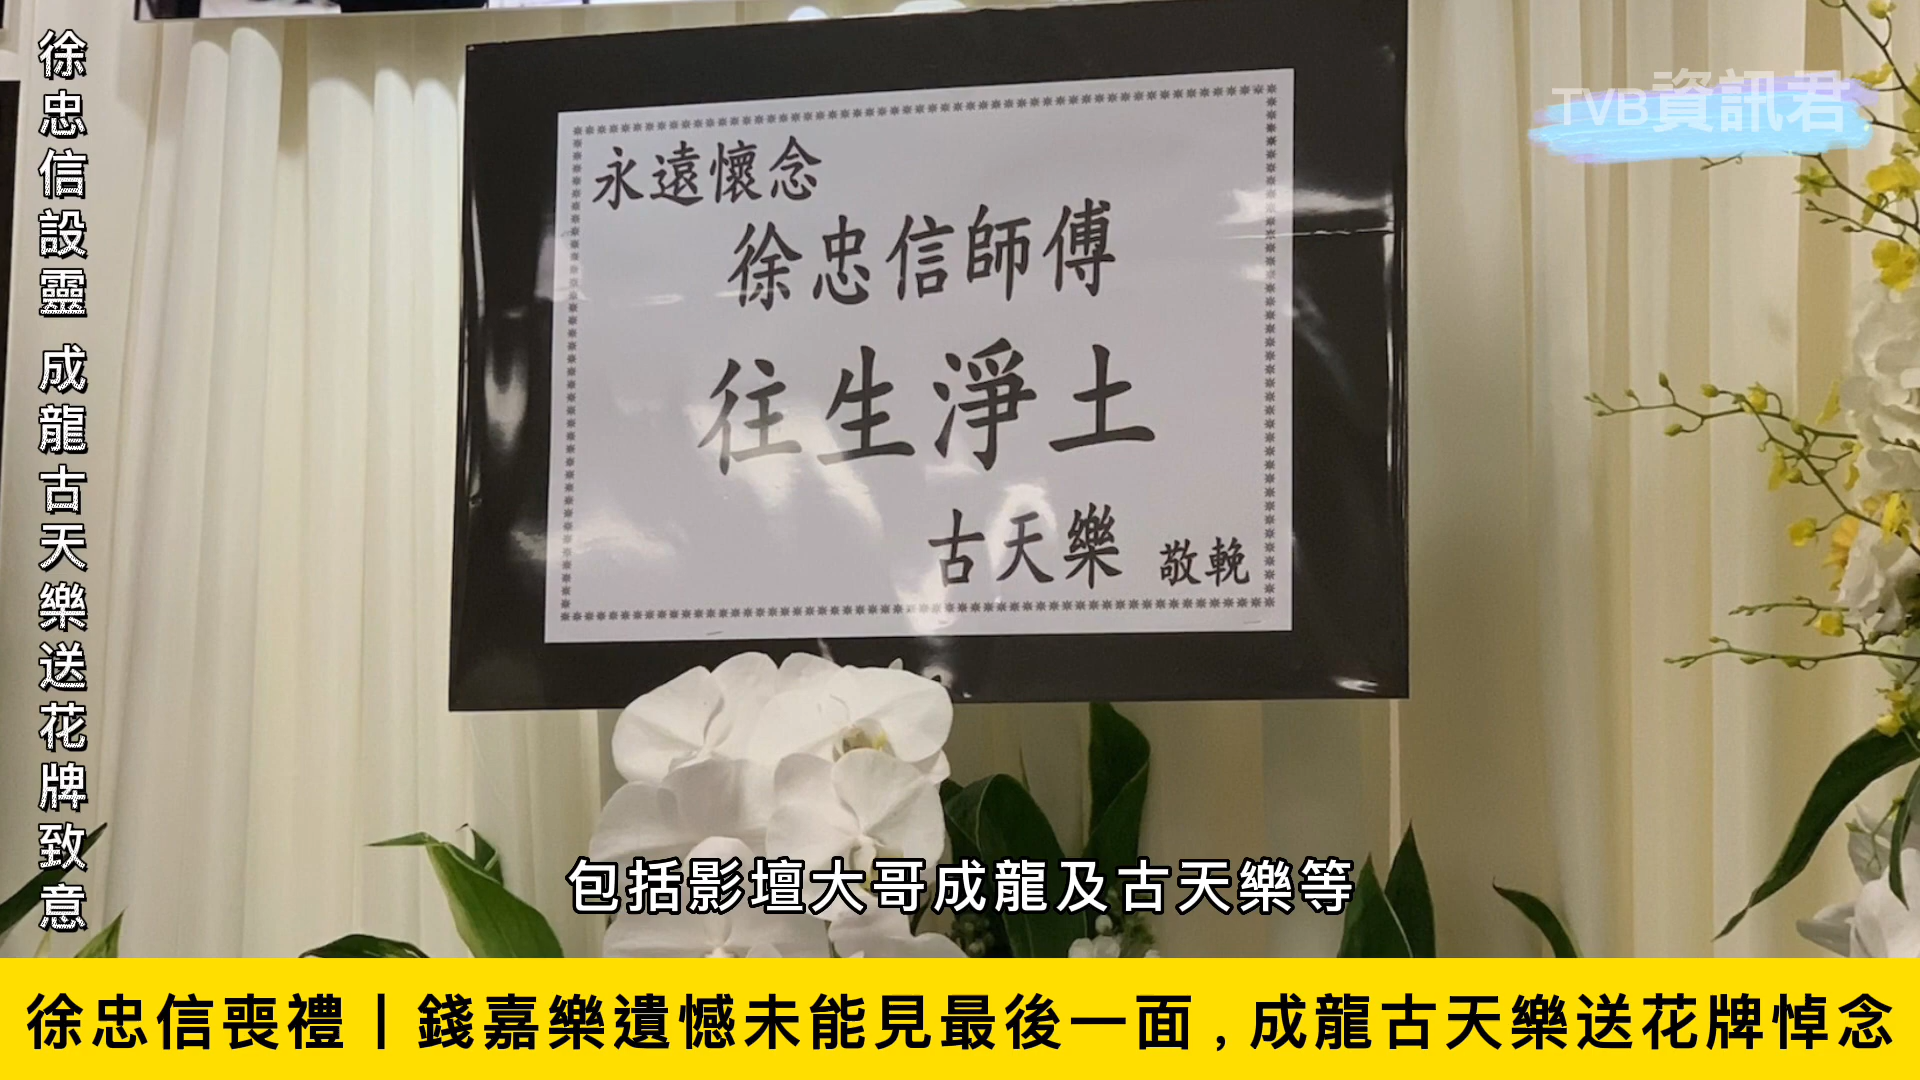 徐忠信設靈 成龍古天樂送花牌致意
TVB資訊君
永遠懷念
徐忠信師傅
往生淨土
古天樂 敬輓
包括影壇大哥成龍及古天樂等
徐忠信喪禮丨錢嘉樂遺憾未能見最後一面,成龍古天樂送花牌悼念